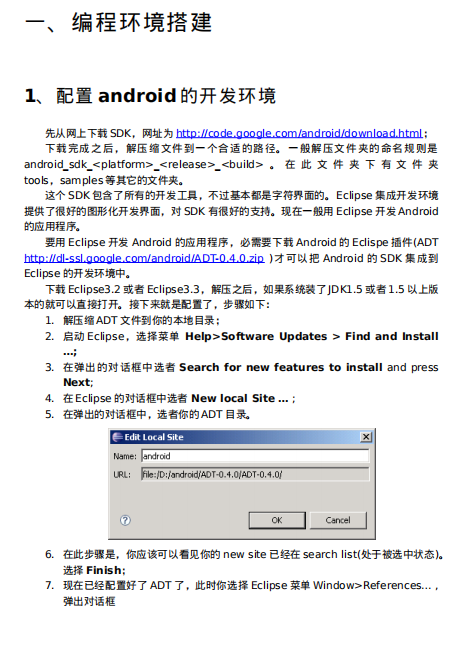 一、编程环境搭建
1、配置 android 的开发环境
先从网上下载 SDK，网址为 http://code.google.com/android/download.html；
下载完成之后，解压缩文件到一个合适的路径。一般解压文件夹的命名规则是
android_sdk_<platform>_<release>_<build> 。在此文件夹下有文件夹
tools，samples 等其它的文件夹。
这个 SDK 包含了所有的开发工具，不过基本都是字符界面的。Eclipse 集成开发环境
提供了很好的图形化开发界面，对 SDK 有很好的支持。现在一般用 Eclipse 开发 Android
的应用程序。
要用 Eclipse 开发 Android 的应用程序，必需要下载 Android 的 Eclispe 插件(ADT
http://dl-ssl.google.com/android/ADT-0.4.0.zip )才可以把 Android 的 SDK 集成到
Eclipse 的开发环境中。
下载 Eclipse3.2 或者 Eclipse3.3，解压之后，如果系统装了 JDK1.5 或者 1.5 以上版
本的就可以直接打开。接下来就是配置了，步骤如下：
1. 解压缩 ADT 文件到你的本地目录；
2. 启动 Eclipse，选择菜单 Help>Software Updates > Find and Install
...;
3. 在弹出的对话框中选者 Search for new features to install and press
Next;
4. 在 Eclipse 的对话框中选者 New local Site ... ;
5. 在弹出的对话框中，选者你的 ADT 目录。
Edit Local Site
Name: android
URL: file:/D:/android/ADT-0.4.0/ADT-0.4.0/
? OK Cancel
6. 在此步骤是，你应该可以看见你的 new site 已经在 search list(处于被选中状态)。
选择 Finish；
7. 现在已经配置好了 ADT 了，此时你选择 Eclipse 菜单 Window>References... ,
弹出对话框